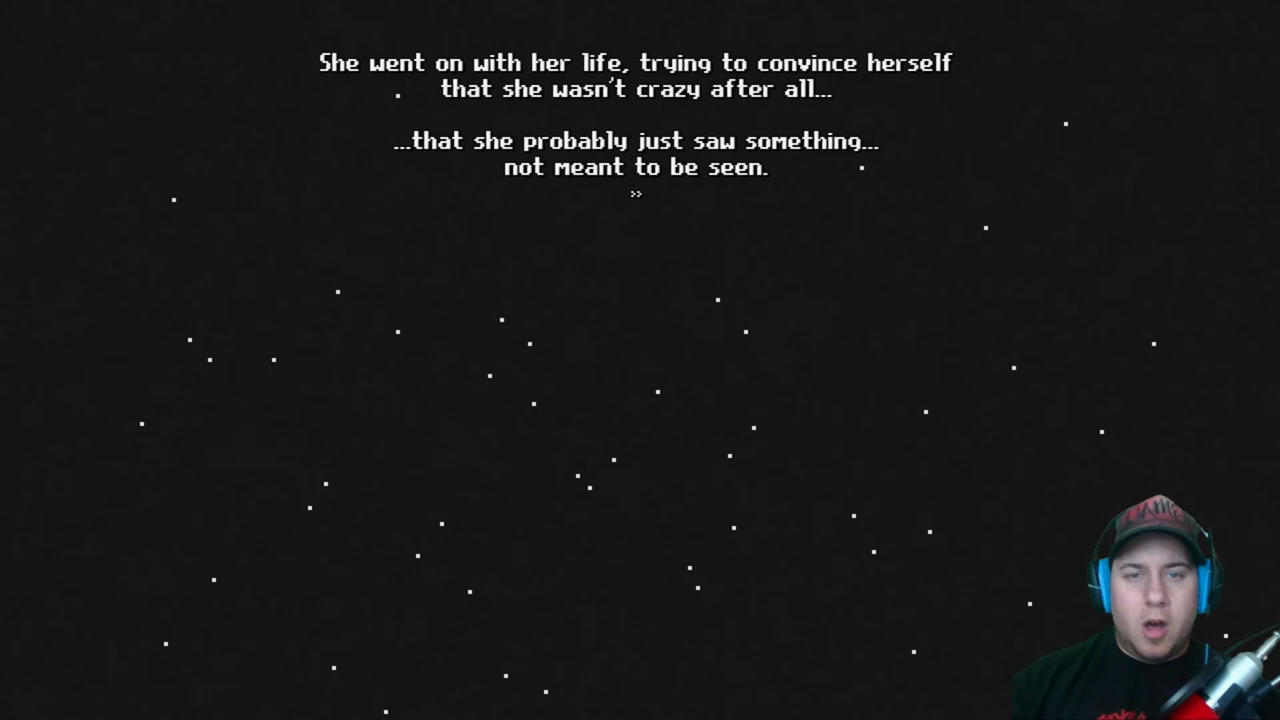 She went on with her life, trying to convince herself
that she wasn't crazy after all...
...that she probably just saw something...
not meant to be seen.
>>